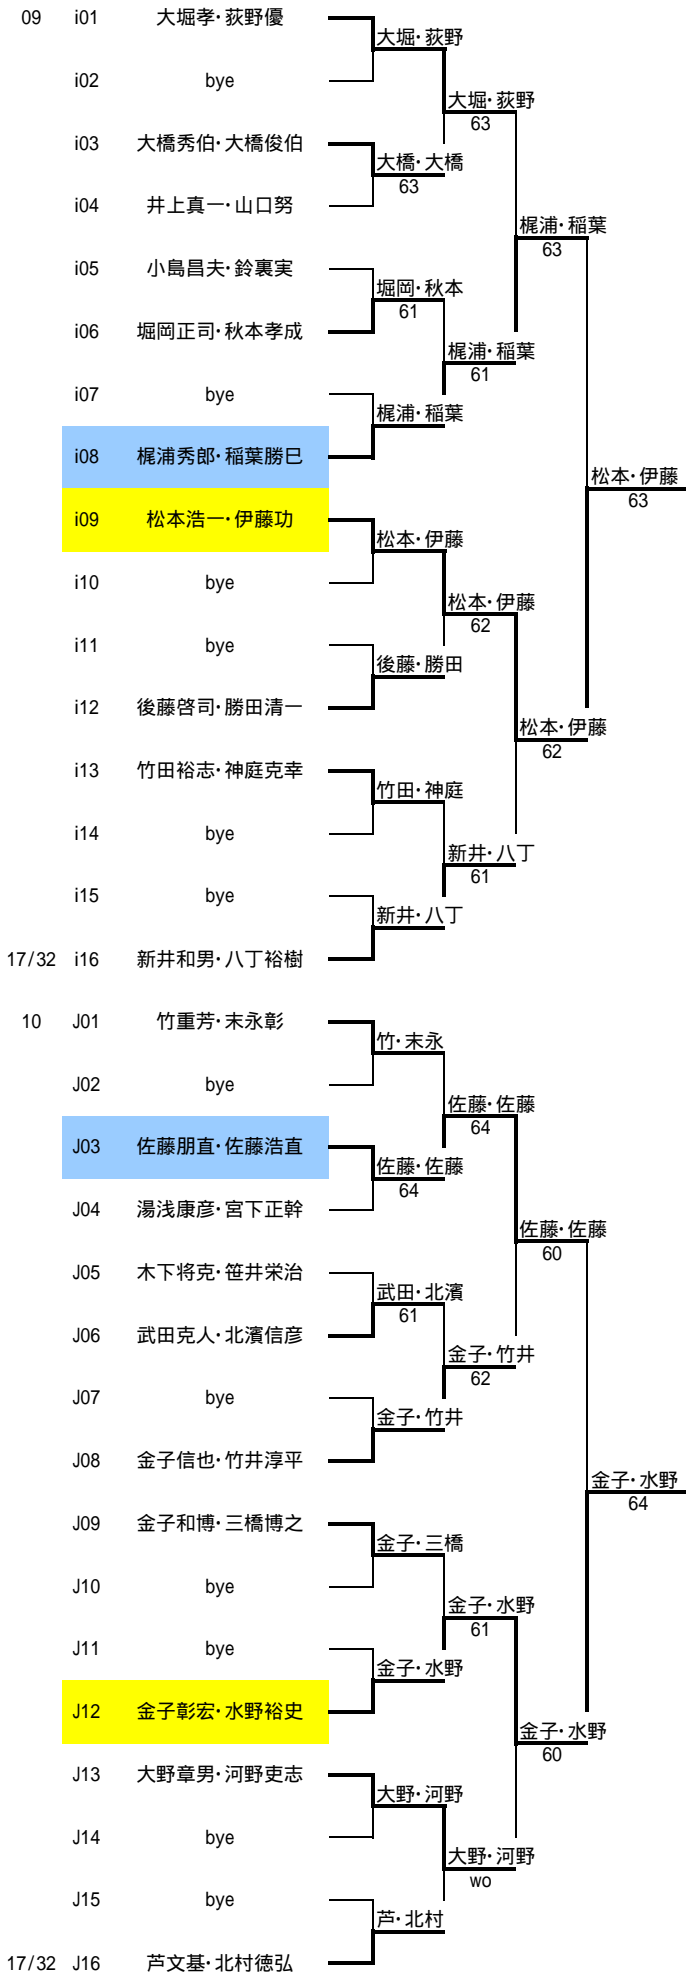 09 i01 大堀孝・荻野優
大堀・荻野
i02 bye
大堀・荻野
63
i03 大橋秀伯・大橋俊伯
大橋・大橋
63
i04 井上真一・山口努
梶浦・稲葉
63
i05 小島昌夫・鈴裏実
堀岡・秋本
61
i06 堀岡正司・秋本孝成
梶浦・稲葉
61
i07 bye
梶浦・稲葉
i08 梶浦秀郎・稲葉勝巳
松本・伊藤
63
i09 松本浩一・伊藤功
松本・伊藤
i10 bye
松本・伊藤
62
i11 bye
後藤・勝田
i12 後藤啓司・勝田清一
松本・伊藤
62
i13 竹田裕志・神庭克幸
竹田・神庭
i14 bye
新井・八丁
61
i15 bye
新井・八丁
17/32 i16 新井和男・八丁裕樹
10 J01 竹重芳・末永彰
竹・末永
J02 bye
佐藤・佐藤
64
J03 佐藤朋直・佐藤浩直
佐藤・佐藤
64
J04 湯浅康彦・宮下正幹
佐藤・佐藤
60
J05 木下将克・笹井栄治
武田・北濱
61
J06 武田克人・北濱信彦
金子・竹井
62
J07 bye
金子・竹井
J08 金子信也・竹井淳平
金子・水野
64
J09 金子和博・三橋博之
金子・三橋
J10 bye
金子・水野
61
J11 bye
金子・水野
J12 金子彰宏・水野裕史
金子・水野
60
J13 大野章男・河野吏志
大野・河野
J14 bye
大野・河野
wo
J15 bye
芦・北村
17/32 J16 芦文基・北村徳弘